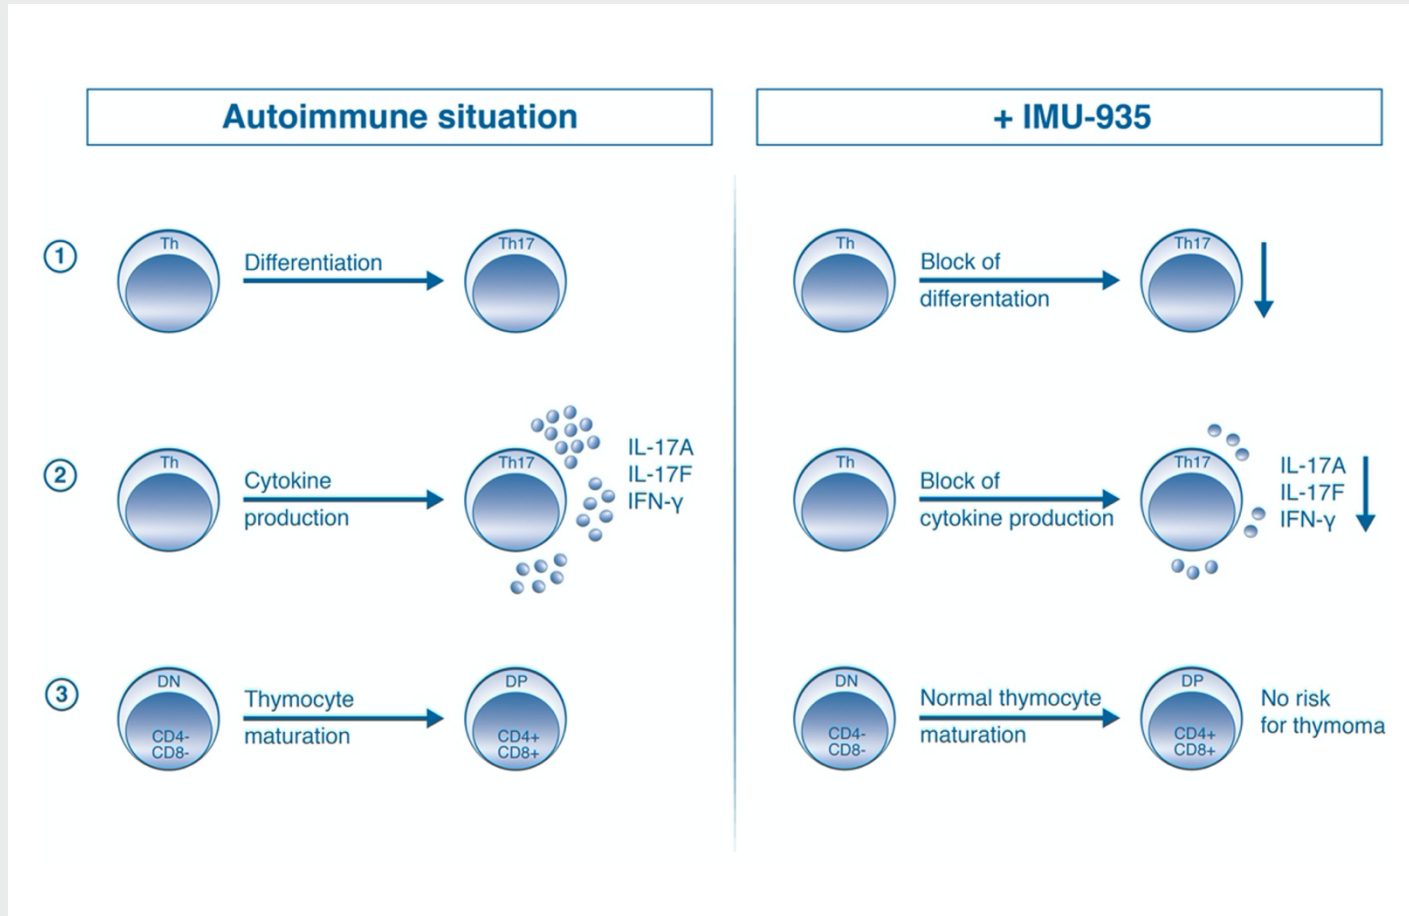 Autoimmune situation
+ IMU-935
1
Th
Differentiation
Th17
Th
Block of
differentation
Th17
2
Th
Cytokine
production
Th17
IL-17A
IL-17F
IFN-γ
Th
Block of
cytokine production
Th17
IL-17A
IL-17F
IFN-γ
3
DN
CD4-
CD8-
Thymocyte
maturation
DP
CD4+
CD8+
DN
CD4-
CD8-
Normal thymocyte
maturation
DP
CD4+
CD8+
No risk
for thymoma